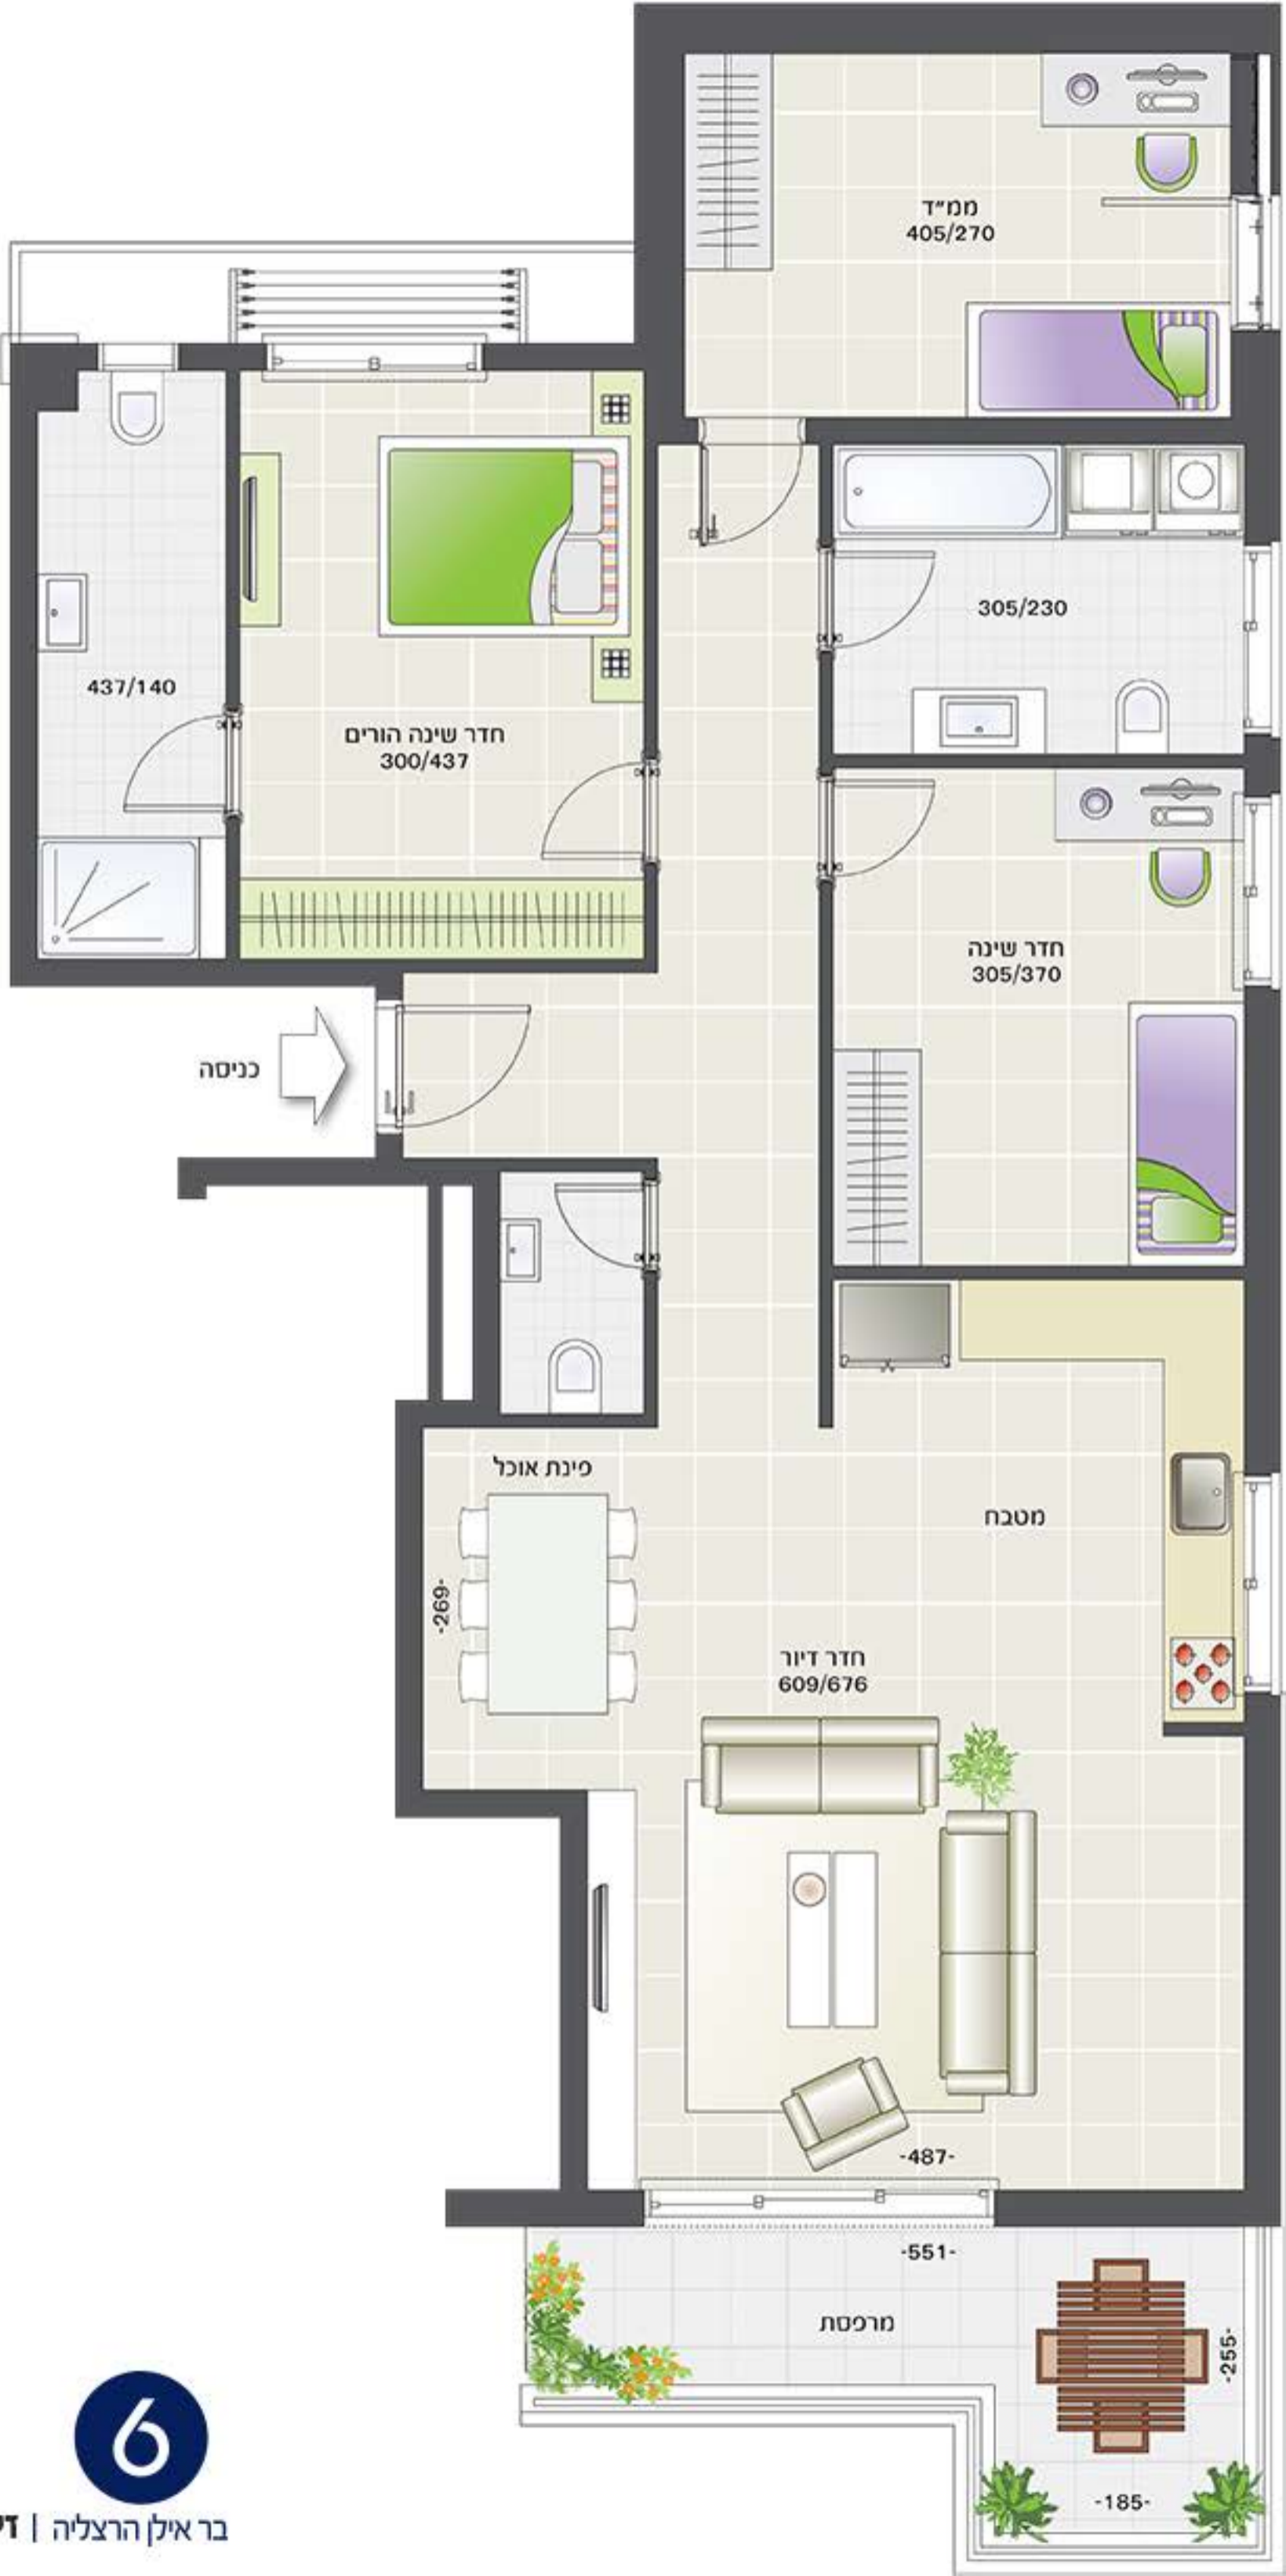 ממ״ד
405/270
305/230
437/140
חדר שינה הורים
300/437
חדר שינה
305/370
כניסה
פינת אוכל
מטבח
-269-
חדר דיור
609/676
-487-
-551-
מרפסת
-255-
-185-
6
בר אילן הרצליה |